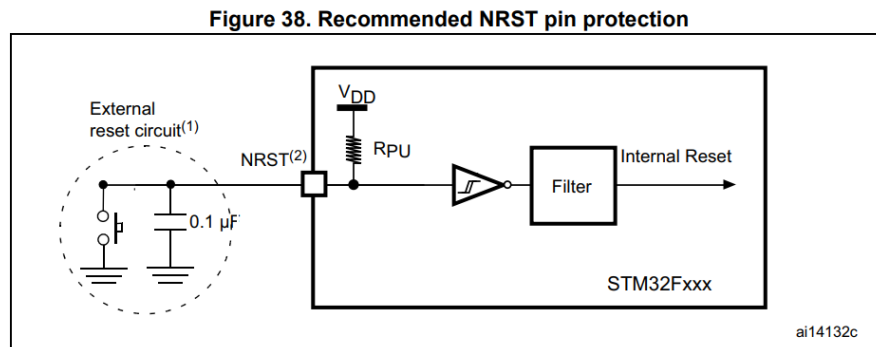 Figure 38. Recommended NRST pin protection
External
reset circuit(1)
NRST(2)
VDD
RPU
0.1 µF
Filter
Internal Reset
STM32Fxxx
ai14132c